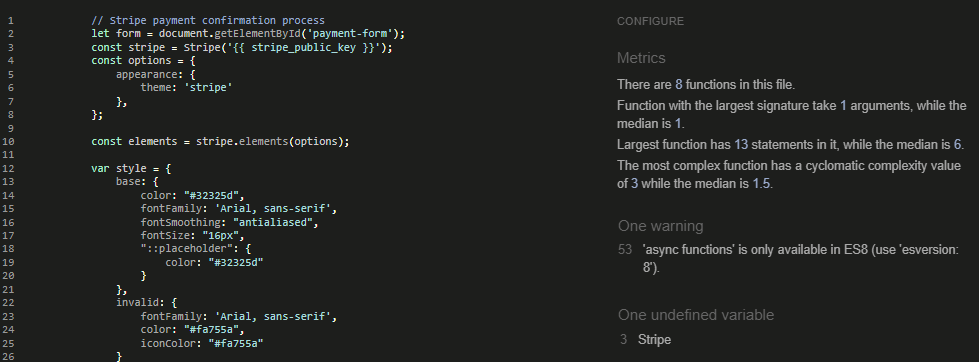 1 // Stripe payment confirmation process
2 let form = document.getElementById('payment-form');
3 const stripe = Stripe('{{ stripe_public_key }}');
4 const options = {
5 appearance: {
6 theme: 'stripe'
7 },
8 };
9
10 const elements = stripe.elements(options);
11
12 var style = {
13 base: {
14 color: "#32325d",
15 fontFamily: 'Arial, sans-serif',
16 fontSmoothing: "antialiased",
17 fontSize: "16px",
18 "::placeholder": {
19 color: "#32325d"
20 }
21 },
22 invalid: {
23 fontFamily: 'Arial, sans-serif',
24 color: "#fa755a",
25 iconColor: "#fa755a"
26 }
CONFIGURE
Metrics
There are 8 functions in this file.
Function with the largest signature take 1 arguments, while the
median is 1.
Largest function has 13 statements in it, while the median is 6.
The most complex function has a cyclomatic complexity value
of 3 while the median is 1.5.
One warning
53 'async functions' is only available in ES8 (use 'esversion:
8').
One undefined variable
3 Stripe